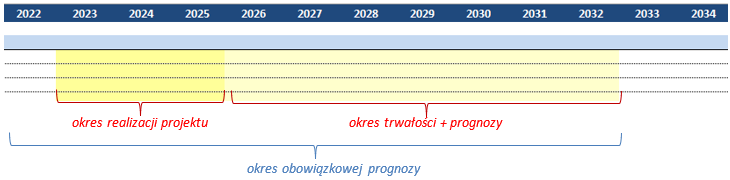 2022 2023 2024 2025 2026 2027 2028 2029 2030 2031 2032 2033 2034
okres realizacji projektu okres trwałości + prognozy
okres obowiązkowej prognozy